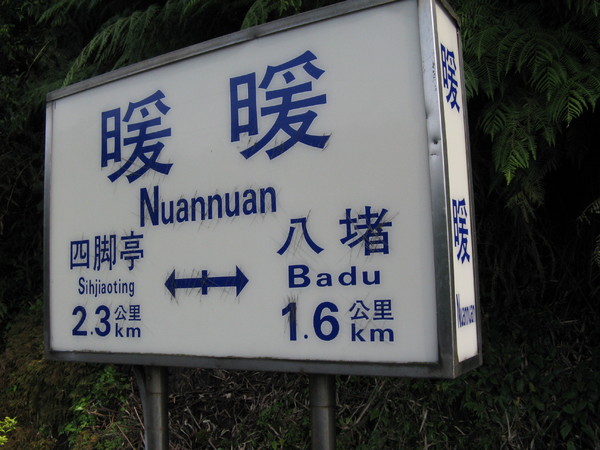 暖暖
Nuannuan
四脚亭
Sihjiaoting
2.3公里
km
八堵
Badu
1.6公里
km
暖
暖
Nuannuan